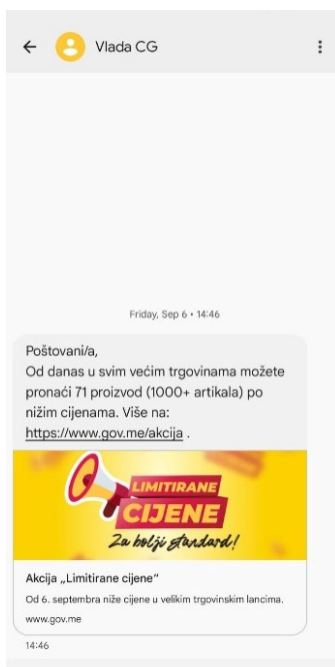 Vlada CG
Friday, Sep 6 • 14:46
Poštovani/a,
Od danas u svim većim trgovinama možete
pronaći 71 proizvod (1000+ artikala) po
nižim cijenama. Više na:
https://www.gov.me/akcija .
LIMITIRANE
CIJENE
Za bolji standard!
Akcija „Limitirane cijene“
Od 6. septembra niže cijene u velikim trgovinskim lancima.
www.gov.me
14:46